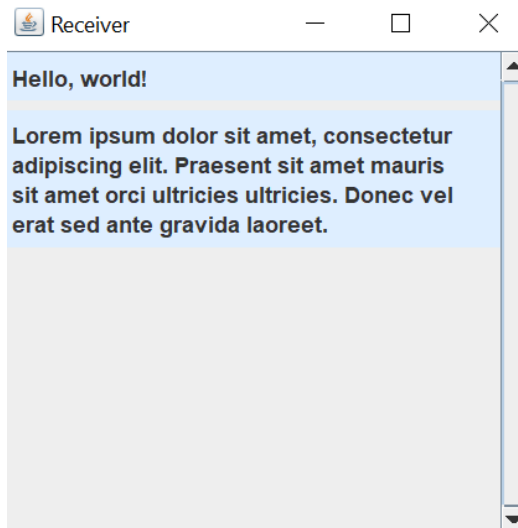 Receiver
Hello, world!
Lorem ipsum dolor sit amet, consectetur
adipiscing elit. Praesent sit amet mauris
sit amet orci ultricies ultricies. Donec vel
erat sed ante gravida laoreet.